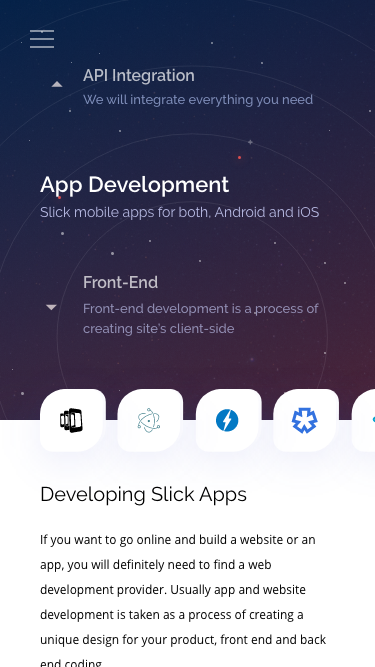 API Integration
We will integrate everything you need
App Development
Slick mobile apps for both, Android and iOS
Front-End
Front-end development is a process of
creating site's client-side
Developing Slick Apps
If you want to go online and build a website or an
app, you will definitely need to find a web
development provider. Usually app and website
development is taken as a process of creating a
unique design for your product, front end and back
end coding